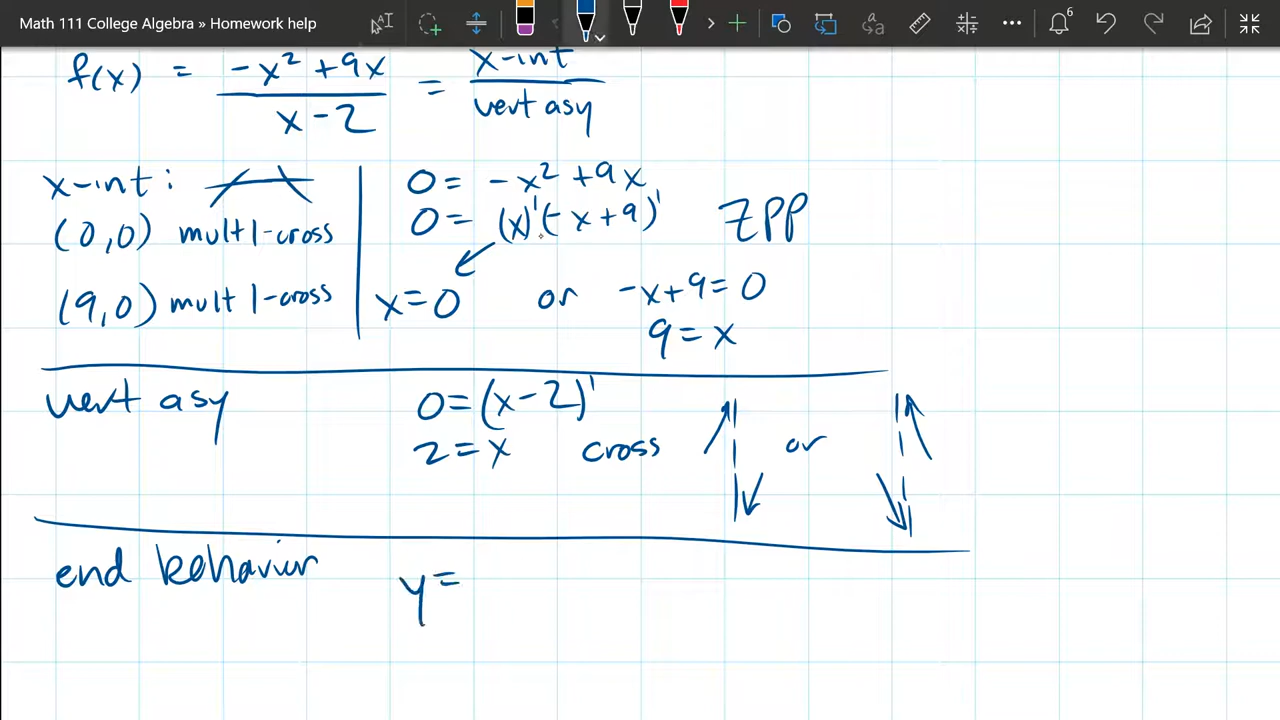 Math 111 College Algebra » Homework help
6
f(x) = (-x² + 9x)/(x - 2) = x-int/vert asy
x-int:
0 = -x² + 9x
(0,0) mult 1-cross
0 = (x)¹(-x + 9)¹ ZPP
(9,0) mult 1-cross
x = 0 or -x + 9 = 0
9 = x
vert asy
0 = (x - 2)¹
2 = x cross or
end behavior y =